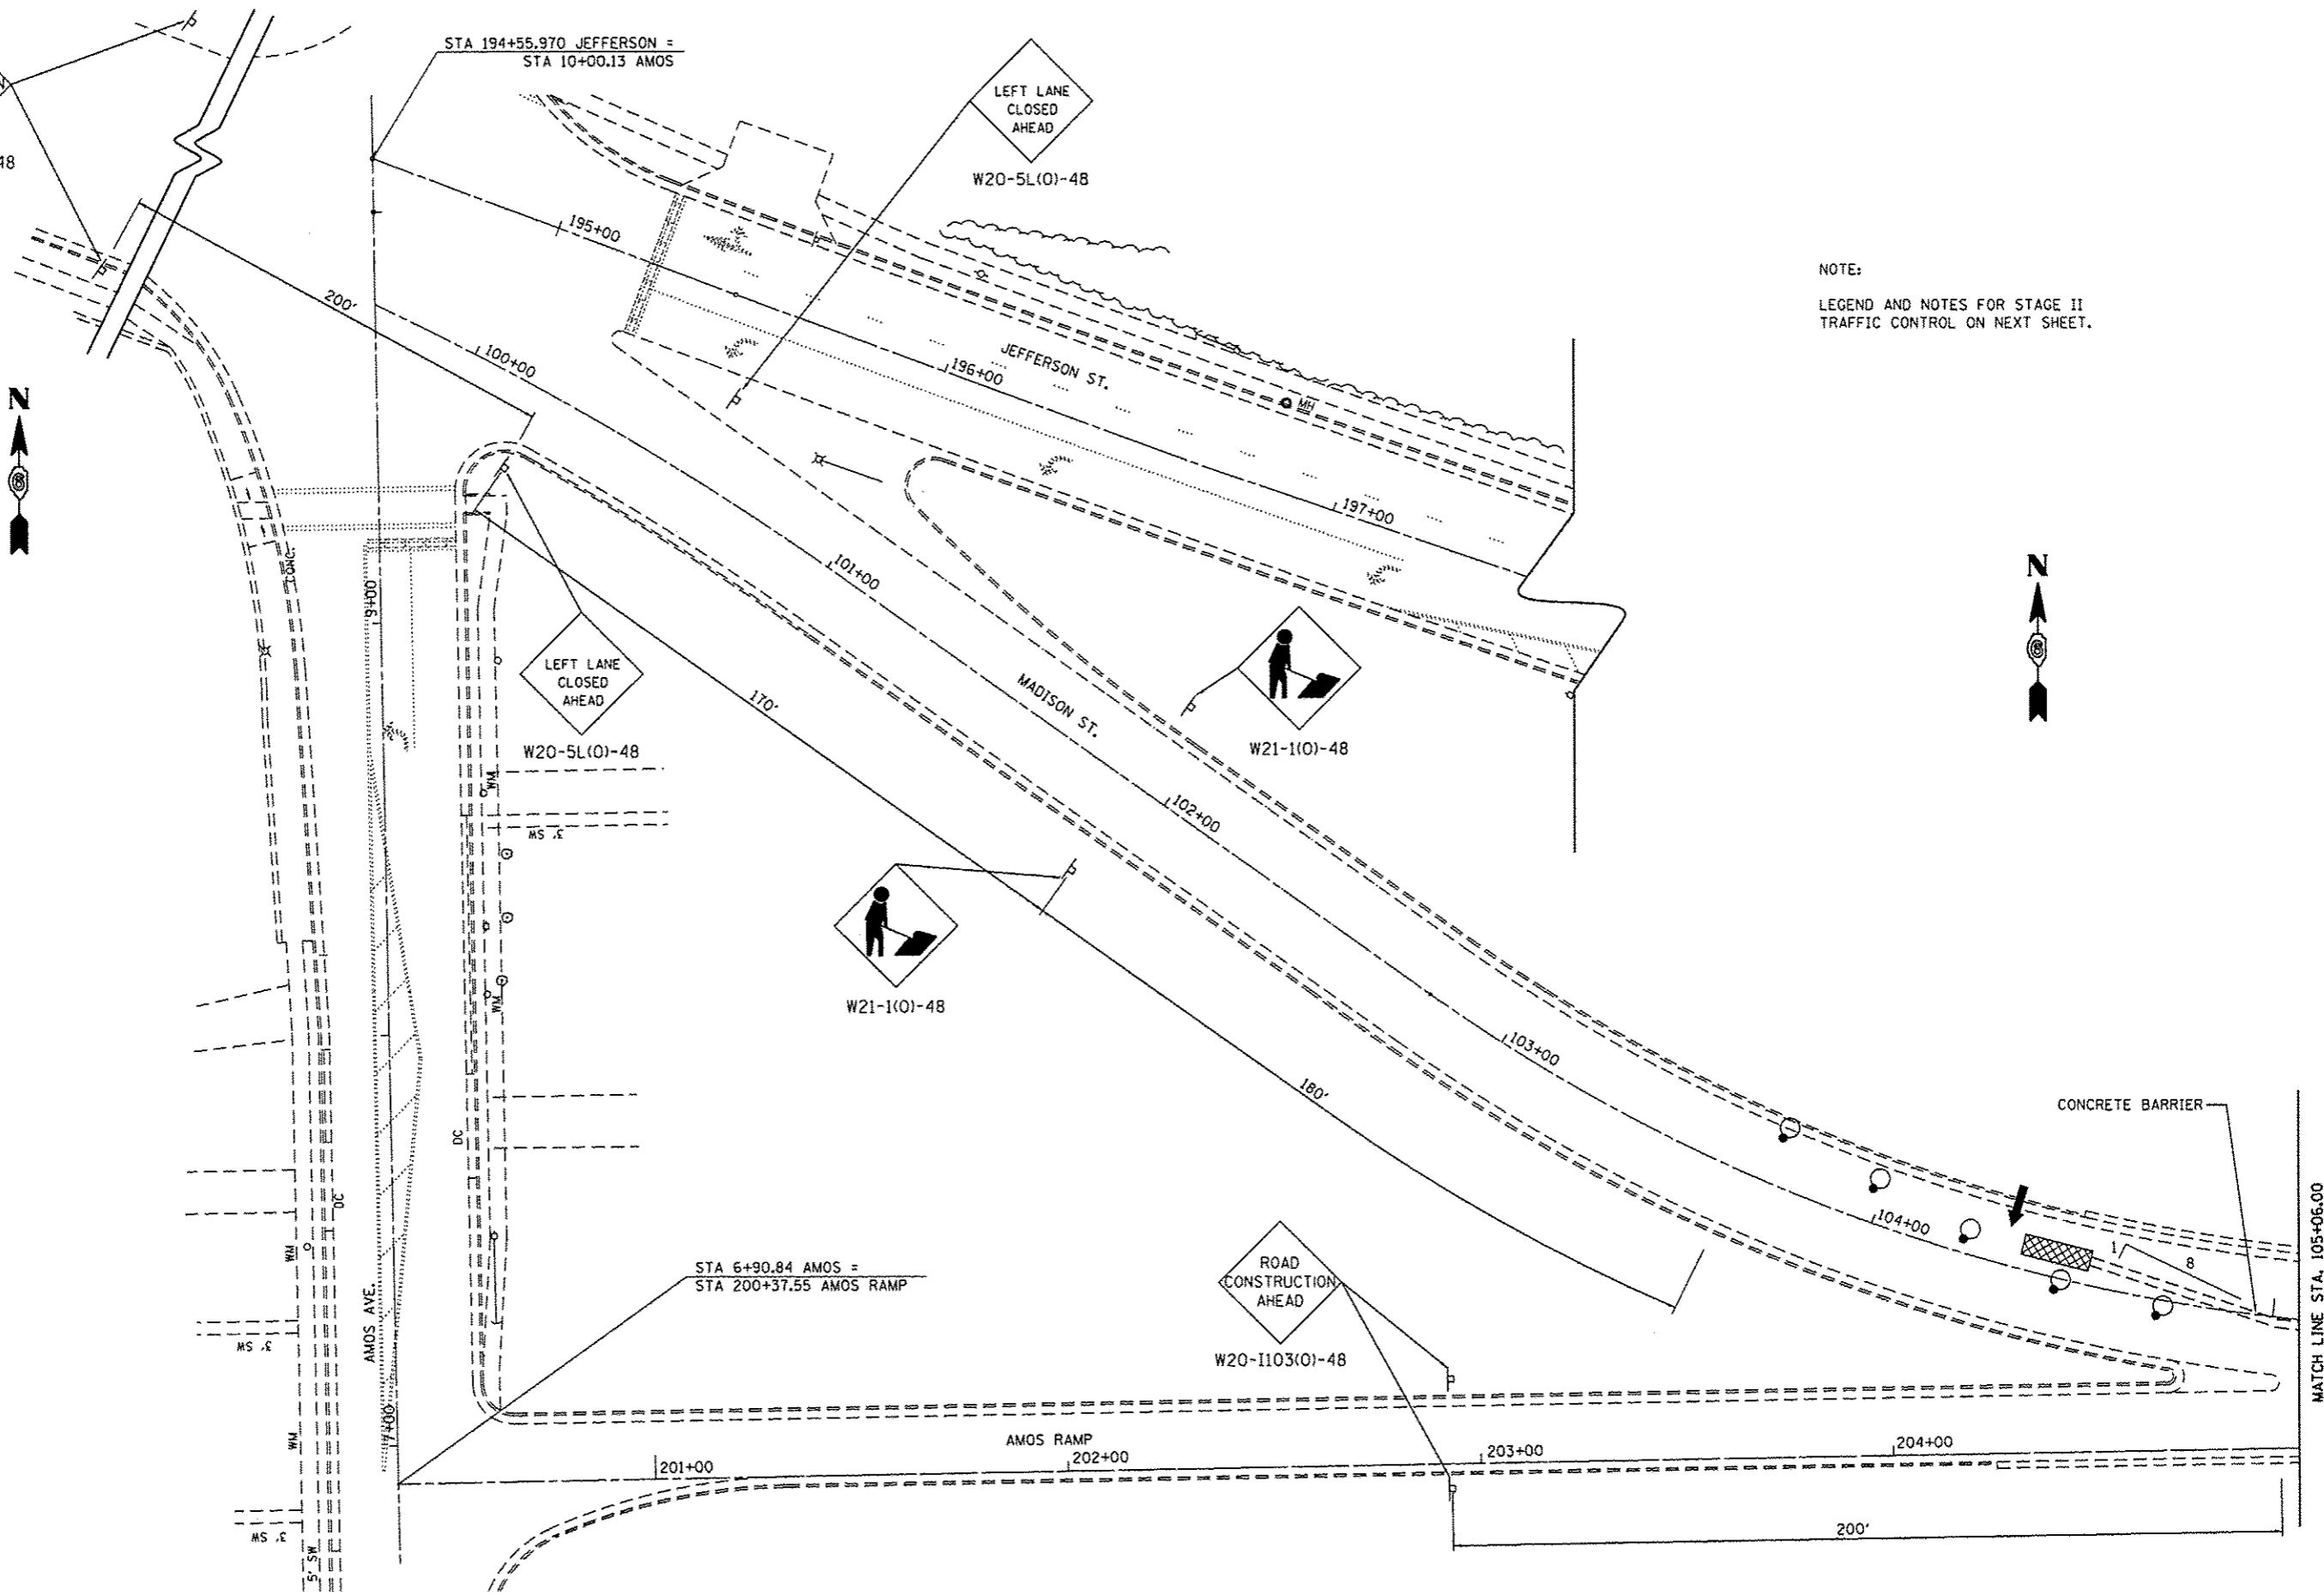 STA 194+55.970 JEFFERSON =
STA 10+00.13 AMOS
LEFT LANE
CLOSED
AHEAD
W20-5L(O)-48
N
48
195+00
200'
100+00
JEFFERSON ST.
196+00
MH
197+00
NOTE:
LEGEND AND NOTES FOR STAGE II
TRAFFIC CONTROL ON NEXT SHEET.
N
N
CONC.
9+00
101+00
LEFT LANE
CLOSED
AHEAD
W20-5L(O)-48
170'
MADISON ST.
W21-1(O)-48
WM
3' SW
102+00
W21-1(O)-48
WM
103+00
180'
DC
CONCRETE BARRIER
DC
WM
104+00
1
8
MATCH LINE STA. 105+06.00
STA 6+90.84 AMOS =
STA 200+37.55 AMOS RAMP
ROAD
CONSTRUCTION
AHEAD
W20-I103(O)-48
AMOS AVE.
3' SW
7+00
WM
AMOS RAMP
201+00
202+00
203+00
204+00
200'
3' SW
5' SW